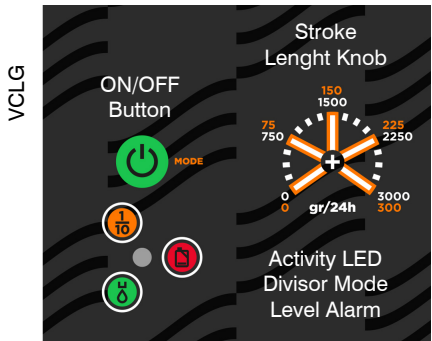 VCLG
ON/OFF
Button
MODE
1
10
Stroke
Lenght Knob
150
1500
75
750
225
2250
0
0
gr/24h
3000
300
Activity LED
Divisor Mode
Level Alarm